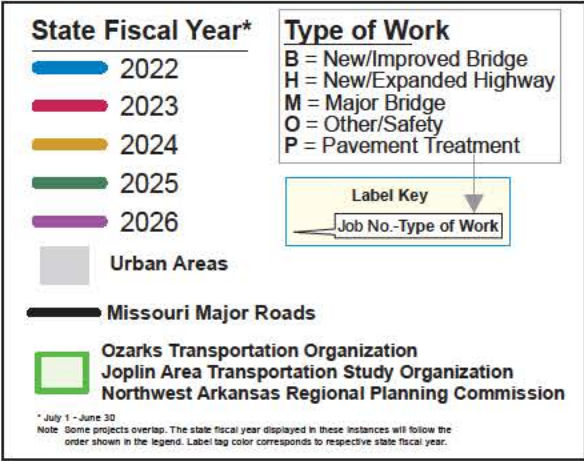 State Fiscal Year*
2022
2023
2024
2025
2026
Urban Areas
Missouri Major Roads
Ozarks Transportation Organization
Joplin Area Transportation Study Organization
Northwest Arkansas Regional Planning Commission
Type of Work
B = New/Improved Bridge
H = New/Expanded Highway
M = Major Bridge
O = Other/Safety
P = Pavement Treatment
Label Key
Job No.-Type of Work
* July 1 - June 30
Note Some projects overlap. The state fiscal year displayed in these instances will follow the
order shown in the legend. Label tag color corresponds to respective state fiscal year.